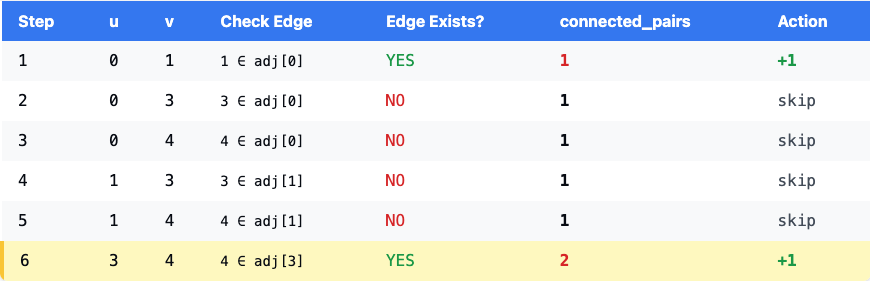 Step u v Check Edge Edge Exists? connected_pairs Action
1 0 1 1 ∈ adj[0] YES 1 +1
2 0 3 3 ∈ adj[0] NO 1 skip
3 0 4 4 ∈ adj[0] NO 1 skip
4 1 3 3 ∈ adj[1] NO 1 skip
5 1 4 4 ∈ adj[1] NO 1 skip
6 3 4 4 ∈ adj[3] YES 2 +1